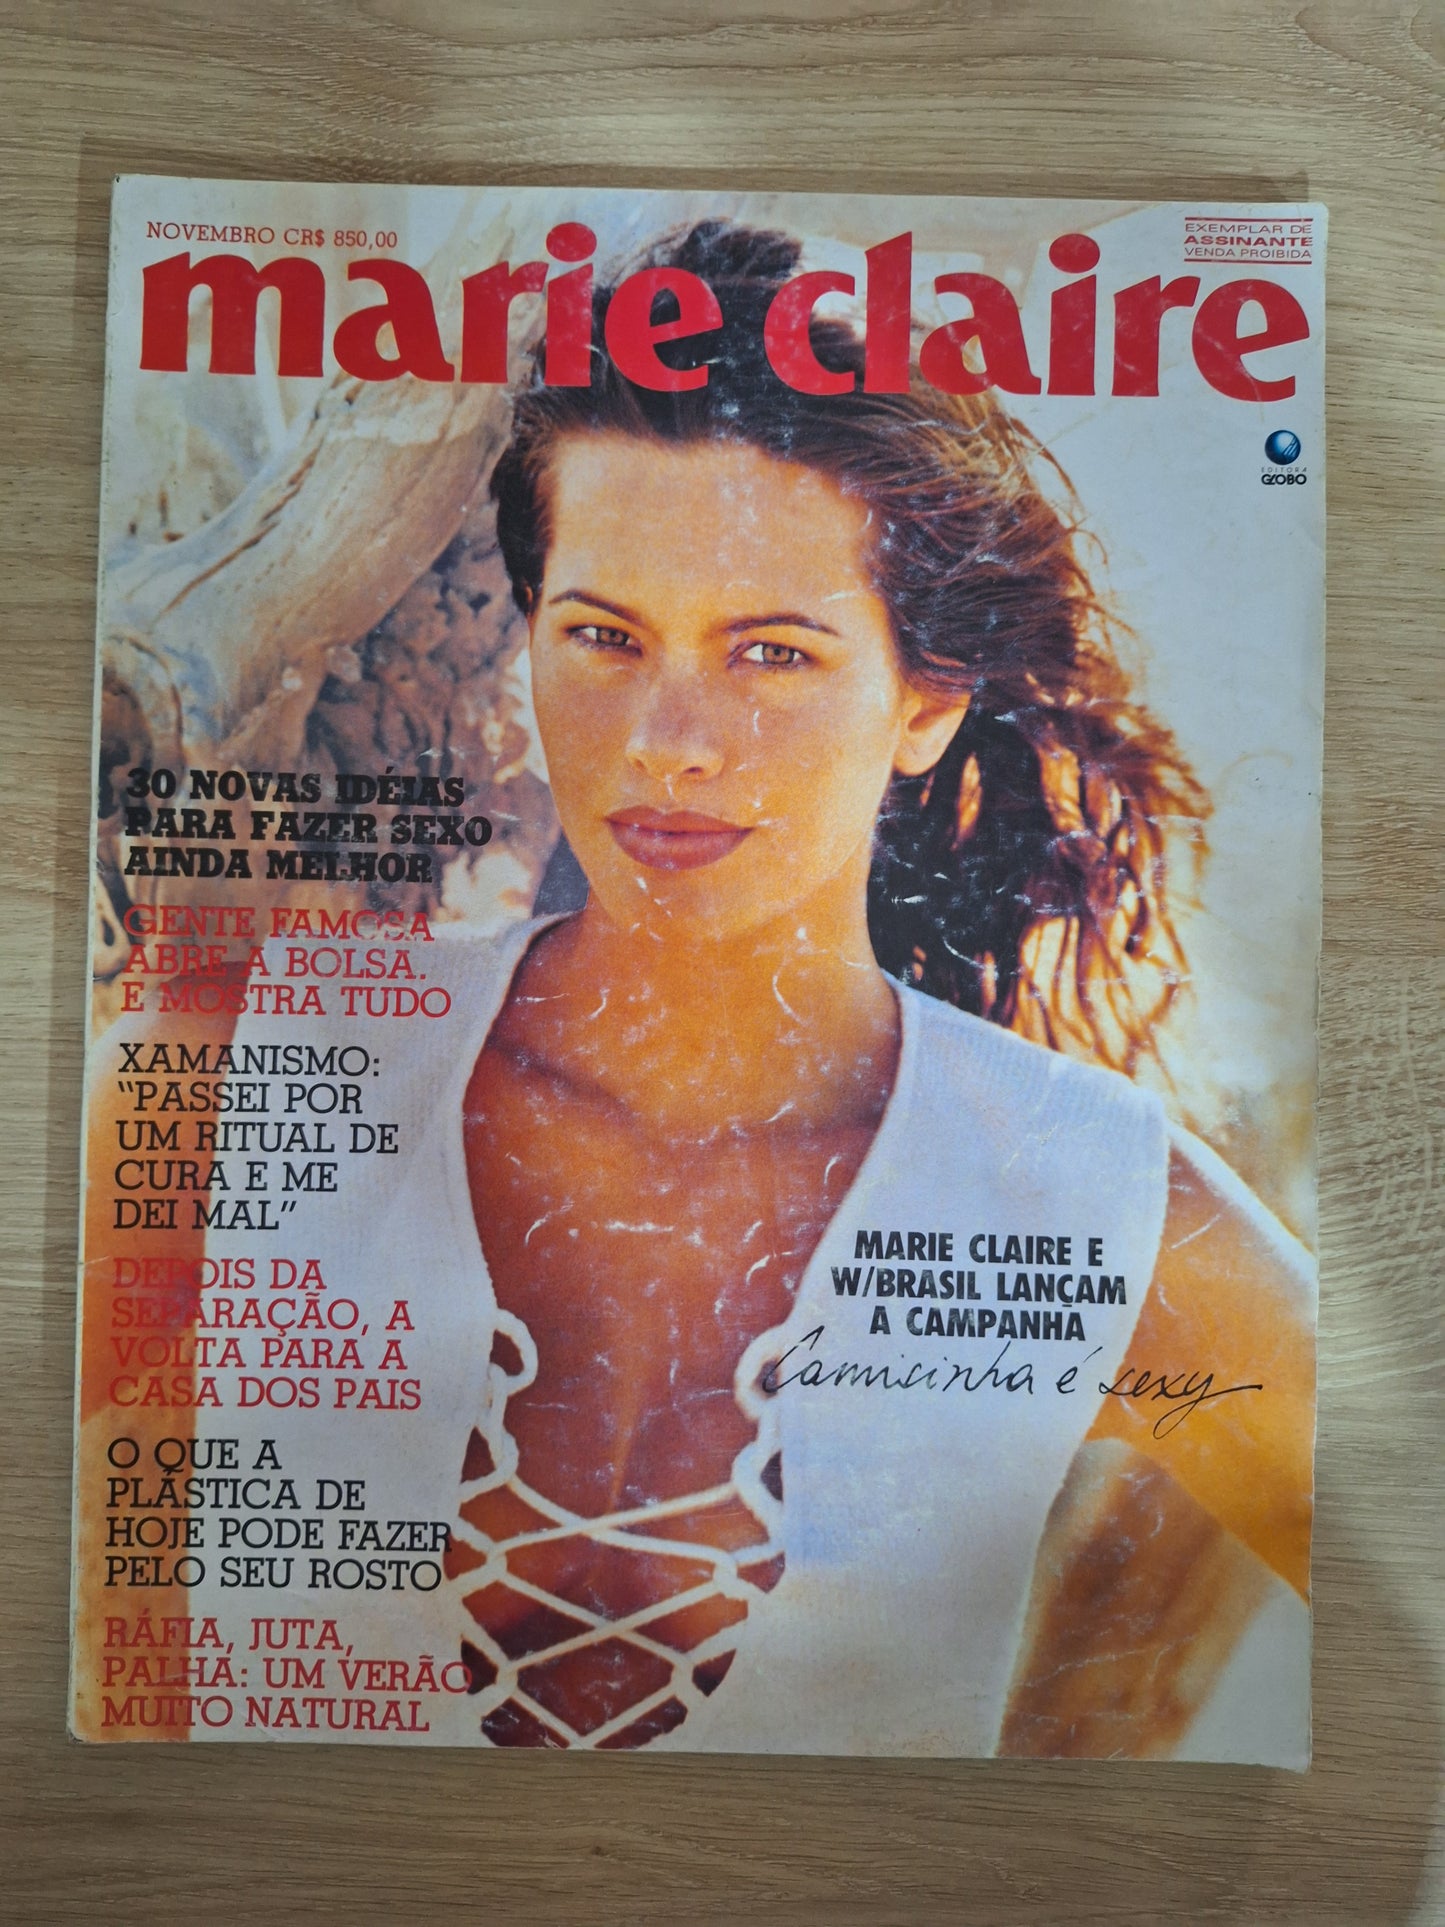 NOVEMBRO CR$ 850,00
EXEMPLAR DE
ASSINANTE
VENDA PROIBIDA
marie claire
EDITORA
GLOBO
30 NOVAS IDÉIAS
PARA FAZER SEXO
AINDA MELHOR
GENTE FAMOSA
ABRE A BOLSA.
E MOSTRA TUDO
XAMANISMO:
“PASSEI POR
UM RITUAL DE
CURA E ME
DEI MAL”
DEPOIS DA
SEPARAÇÃO, A
VOLTA PARA A
CASA DOS PAIS
O QUE A
PLÁSTICA DE
HOJE PODE FAZER
PELO SEU ROSTO
RÁFIA, JUTA,
PALHA: UM VERÃO
MUITO NATURAL
MARIE CLAIRE E
W/BRASIL LANÇAM
A CAMPANHA
Camisinha é sexy